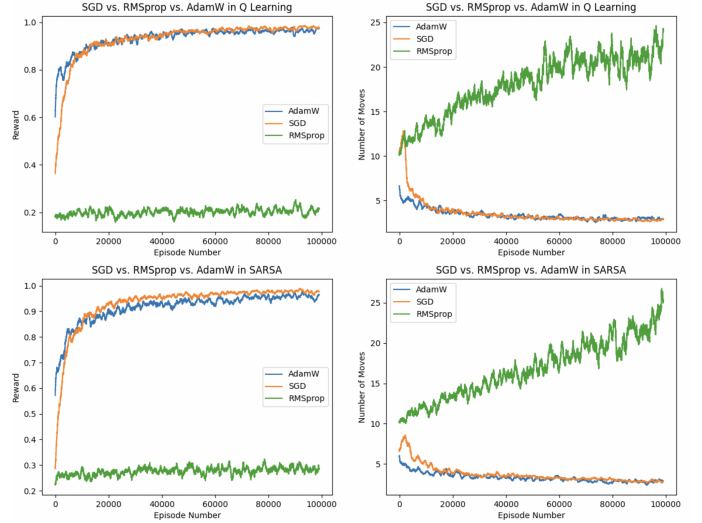 SGD vs. RMSprop vs. AdamW in Q Learning
1.0
0.8
0.6
0.4
0.2
Reward
AdamW
SGD
RMSprop
0 20000 40000 60000 80000 100000
Episode Number
SGD vs. RMSprop vs. AdamW in Q Learning
25
20
15
10
5
Number of Moves
AdamW
SGD
RMSprop
0 20000 40000 60000 80000 100000
Episode Number
SGD vs. RMSprop vs. AdamW in SARSA
1.0
0.9
0.8
0.7
0.6
0.5
0.4
0.3
0.2
Reward
AdamW
SGD
RMSprop
0 20000 40000 60000 80000 100000
Episode Number
SGD vs. RMSprop vs. AdamW in SARSA
25
20
15
10
5
Number of Moves
AdamW
SGD
RMSprop
0 20000 40000 60000 80000 100000
Episode Number